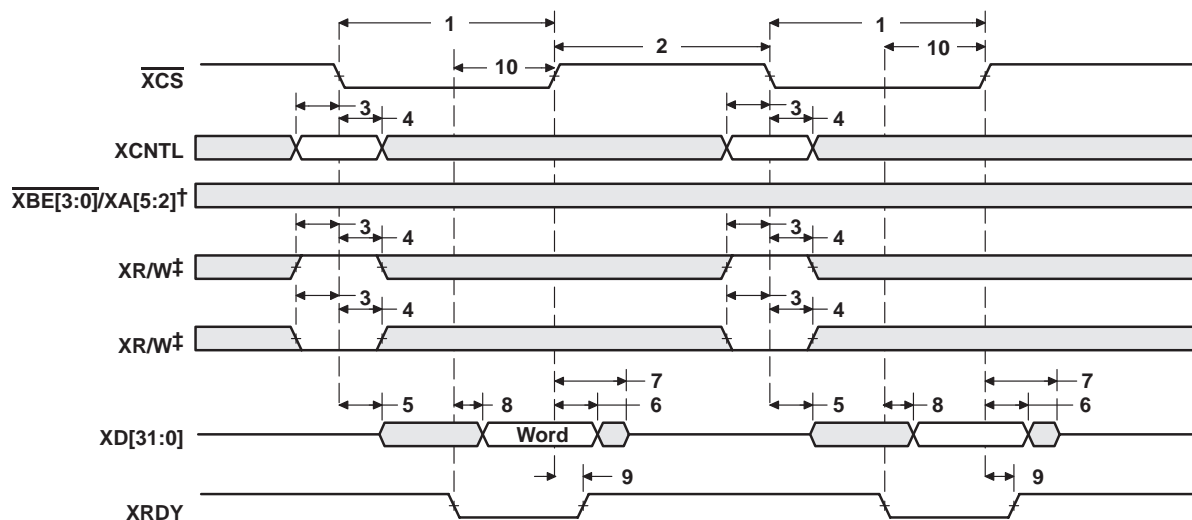 1 1
2
10 10
XCS
3 3
4 4
XCNTL
XBE[3:0]/XA[5:2]†
3 3
4 4
XR/W‡
3 3
4 4
XR/W‡
7 7
5 8 6 5 8 6
XD[31:0] Word
9 9
XRDY